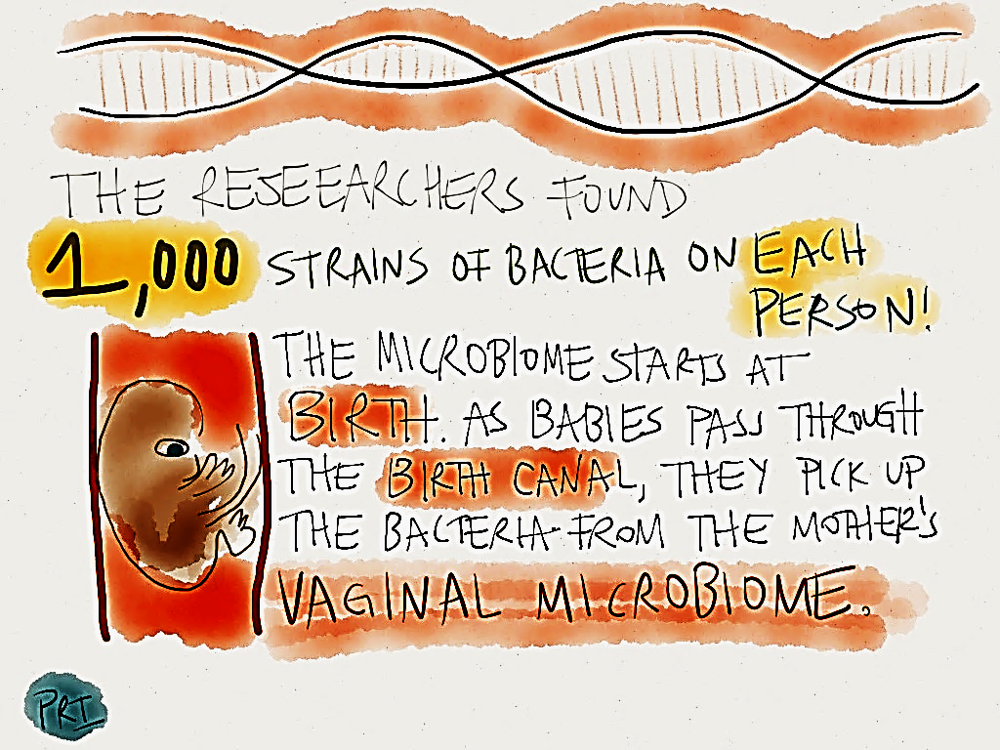 THE RESEEARCHERS FOUND
1,000 STRAINS OF BACTERIA ON EACH
PERSON!
THE MICROBIOME STARTS AT
BIRTH. AS BABIES PASS THROUGH
THE BIRTH CANAL, THEY PICK UP
THE BACTERIA FROM THE MOTHER'S
VAGINAL MICROBIOME.
PRI